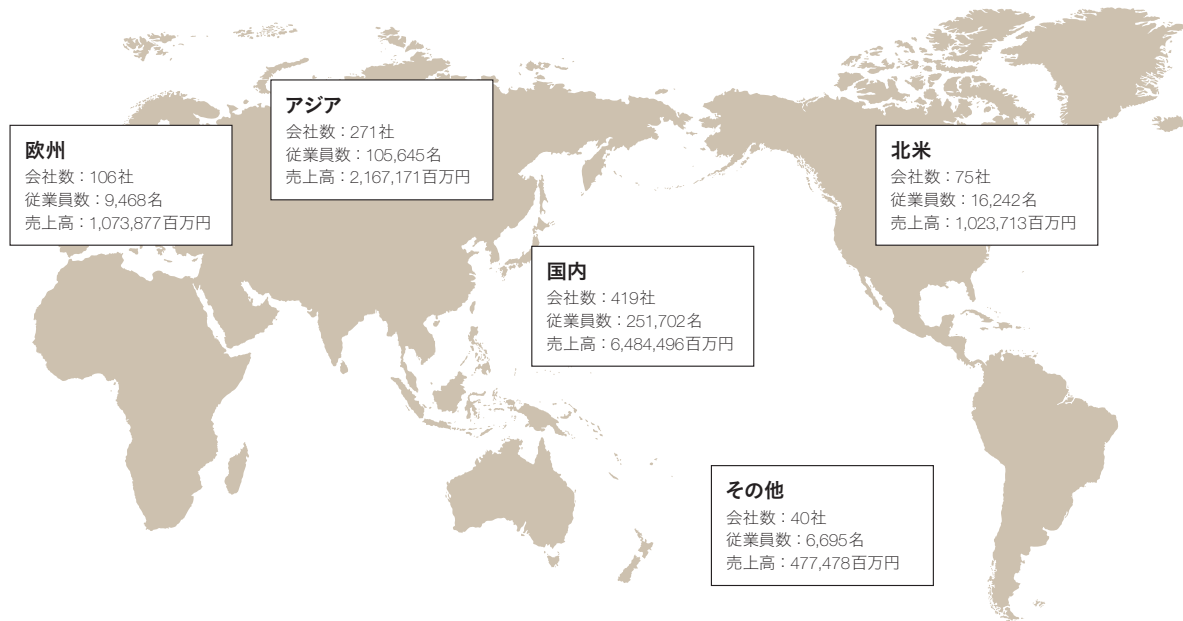 アジア
会社数：271社
従業員数：105,645名
売上高：2,167,171百万円
欧州
会社数：106社
従業員数：9,468名
売上高：1,073,877百万円
北米
会社数：75社
従業員数：16,242名
売上高：1,023,713百万円
国内
会社数：419社
従業員数：251,702名
売上高：6,484,496百万円
その他
会社数：40社
従業員数：6,695名
売上高：477,478百万円